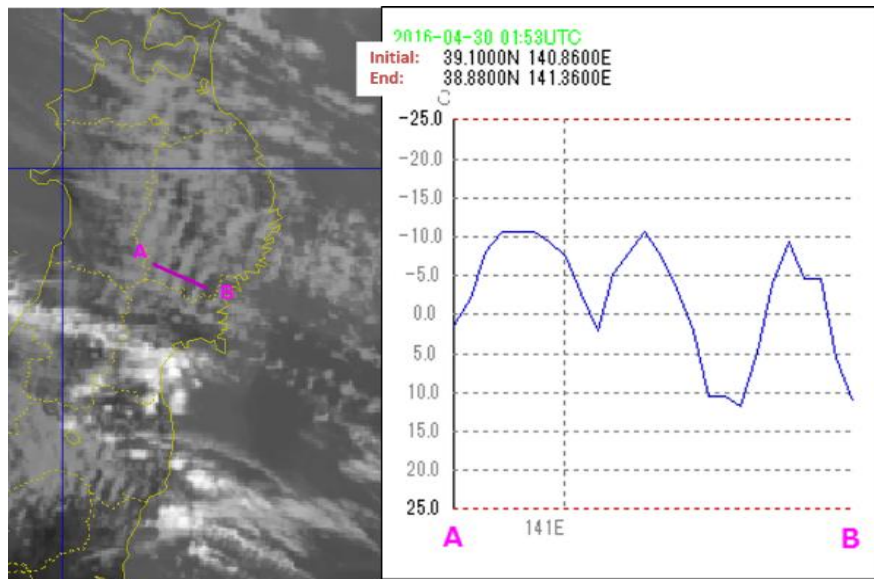 A
B
2016-04-30 01:53UTC
Initial: 39.1000N 140.8600E
End: 38.8800N 141.3600E
C
-25.0
-20.0
-15.0
-10.0
-5.0
0.0
5.0
10.0
15.0
20.0
25.0
141E
A
B